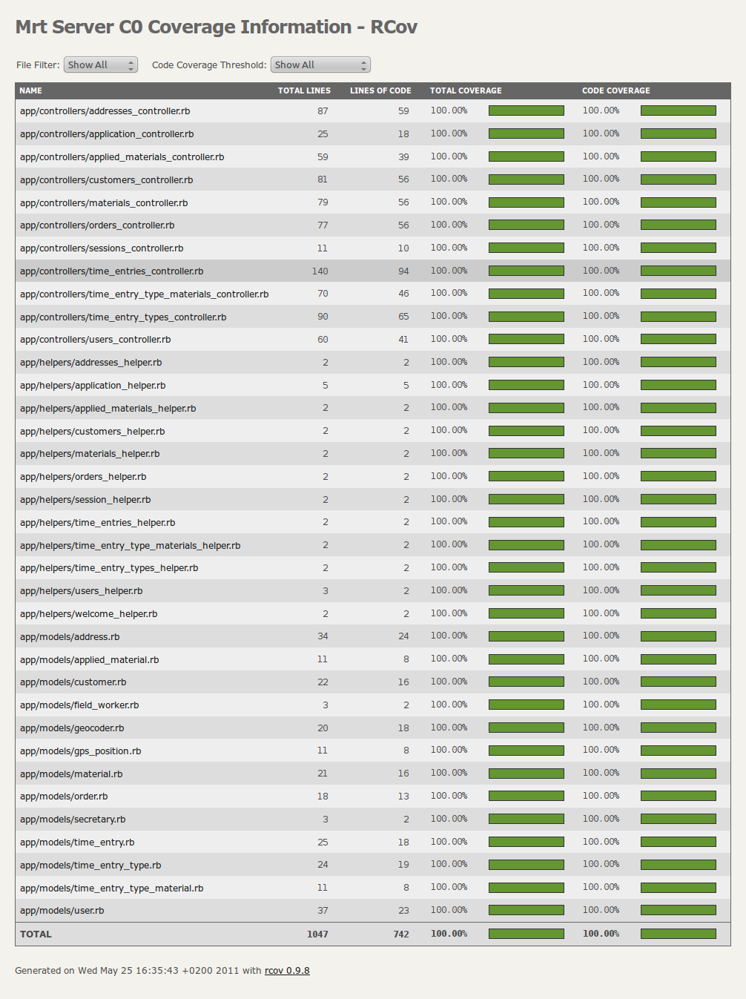 Mrt Server C0 Coverage Information - RCov
File Filter: Show All Code Coverage Threshold: Show All
NAME TOTAL LINES LINES OF CODE TOTAL COVERAGE CODE COVERAGE
app/controllers/addresses_controller.rb 87 59 100.00% 100.00%
app/controllers/application_controller.rb 25 18 100.00% 100.00%
app/controllers/applied_materials_controller.rb 59 39 100.00% 100.00%
app/controllers/customers_controller.rb 81 56 100.00% 100.00%
app/controllers/materials_controller.rb 79 56 100.00% 100.00%
app/controllers/orders_controller.rb 77 56 100.00% 100.00%
app/controllers/sessions_controller.rb 11 10 100.00% 100.00%
app/controllers/time_entries_controller.rb 140 94 100.00% 100.00%
app/controllers/time_entry_type_materials_controller.rb 70 46 100.00% 100.00%
app/controllers/time_entry_types_controller.rb 90 65 100.00% 100.00%
app/controllers/users_controller.rb 60 41 100.00% 100.00%
app/helpers/addresses_helper.rb 2 2 100.00% 100.00%
app/helpers/application_helper.rb 5 5 100.00% 100.00%
app/helpers/applied_materials_helper.rb 2 2 100.00% 100.00%
app/helpers/customers_helper.rb 2 2 100.00% 100.00%
app/helpers/materials_helper.rb 2 2 100.00% 100.00%
app/helpers/orders_helper.rb 2 2 100.00% 100.00%
app/helpers/session_helper.rb 2 2 100.00% 100.00%
app/helpers/time_entries_helper.rb 2 2 100.00% 100.00%
app/helpers/time_entry_type_materials_helper.rb 2 2 100.00% 100.00%
app/helpers/time_entry_types_helper.rb 2 2 100.00% 100.00%
app/helpers/users_helper.rb 3 2 100.00% 100.00%
app/helpers/welcome_helper.rb 2 2 100.00% 100.00%
app/models/address.rb 34 24 100.00% 100.00%
app/models/applied_material.rb 11 8 100.00% 100.00%
app/models/customer.rb 22 16 100.00% 100.00%
app/models/field_worker.rb 3 2 100.00% 100.00%
app/models/geocoder.rb 20 18 100.00% 100.00%
app/models/gps_position.rb 11 8 100.00% 100.00%
app/models/material.rb 21 16 100.00% 100.00%
app/models/order.rb 18 13 100.00% 100.00%
app/models/secretary.rb 3 2 100.00% 100.00%
app/models/time_entry.rb 25 18 100.00% 100.00%
app/models/time_entry_type.rb 24 19 100.00% 100.00%
app/models/time_entry_type_material.rb 11 8 100.00% 100.00%
app/models/user.rb 37 23 100.00% 100.00%
TOTAL 1047 742 100.00% 100.00%
Generated on Wed May 25 16:35:43 +0200 2011 with rcov 0.9.8